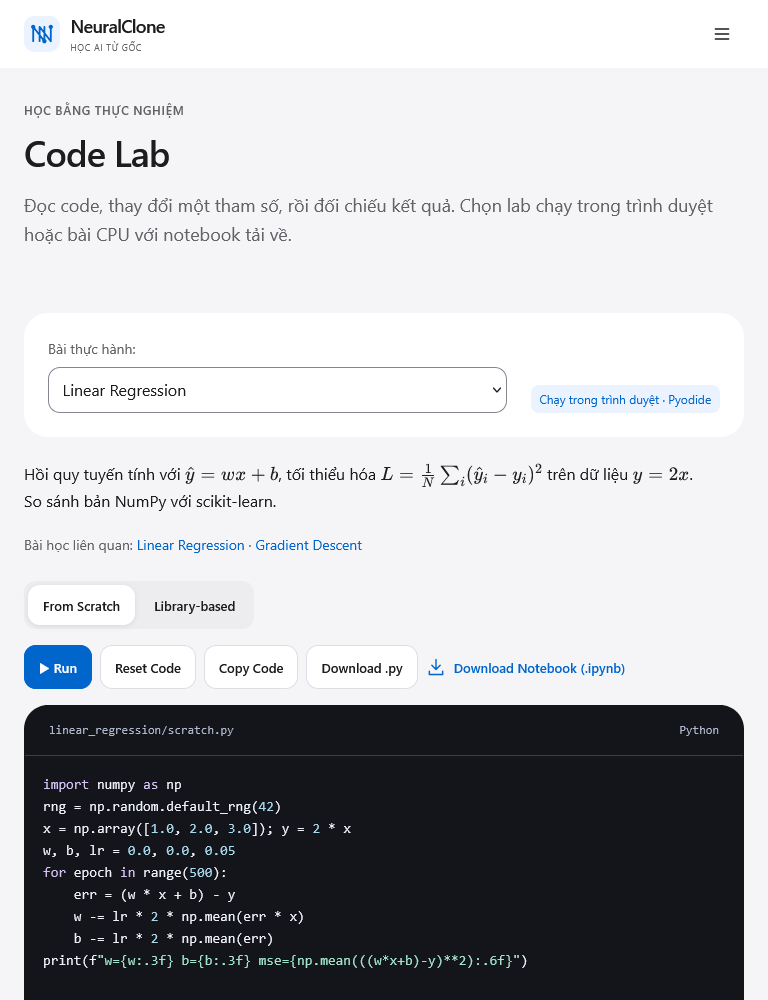 NeuralClone
HỌC AI TỪ GỐC
HỌC BẰNG THỰC NGHIỆM
Code Lab
Đọc code, thay đổi một tham số, rồi đối chiếu kết quả. Chọn lab chạy trong trình duyệt
hoặc bài CPU với notebook tải về.
Bài thực hành:
Linear Regression
Chạy trong trình duyệt · Pyodide
Hồi quy tuyến tính với ŷ = wx + b, tối thiểu hóa L = 1/N ∑ᵢ(ŷᵢ − yᵢ)² trên dữ liệu y = 2x.
So sánh bản NumPy với scikit-learn.
Bài học liên quan: Linear Regression · Gradient Descent
From Scratch Library-based
▶ Run Reset Code Copy Code Download .py Download Notebook (.ipynb)
linear_regression/scratch.py Python
import numpy as np
rng = np.random.default_rng(42)
x = np.array([1.0, 2.0, 3.0]); y = 2 * x
w, b, lr = 0.0, 0.0, 0.05
for epoch in range(500):
    err = (w * x + b) - y
    w -= lr * 2 * np.mean(err * x)
    b -= lr * 2 * np.mean(err)
print(f"w={w:.3f} b={b:.3f} mse={np.mean(((w*x+b)-y)**2):.6f}")